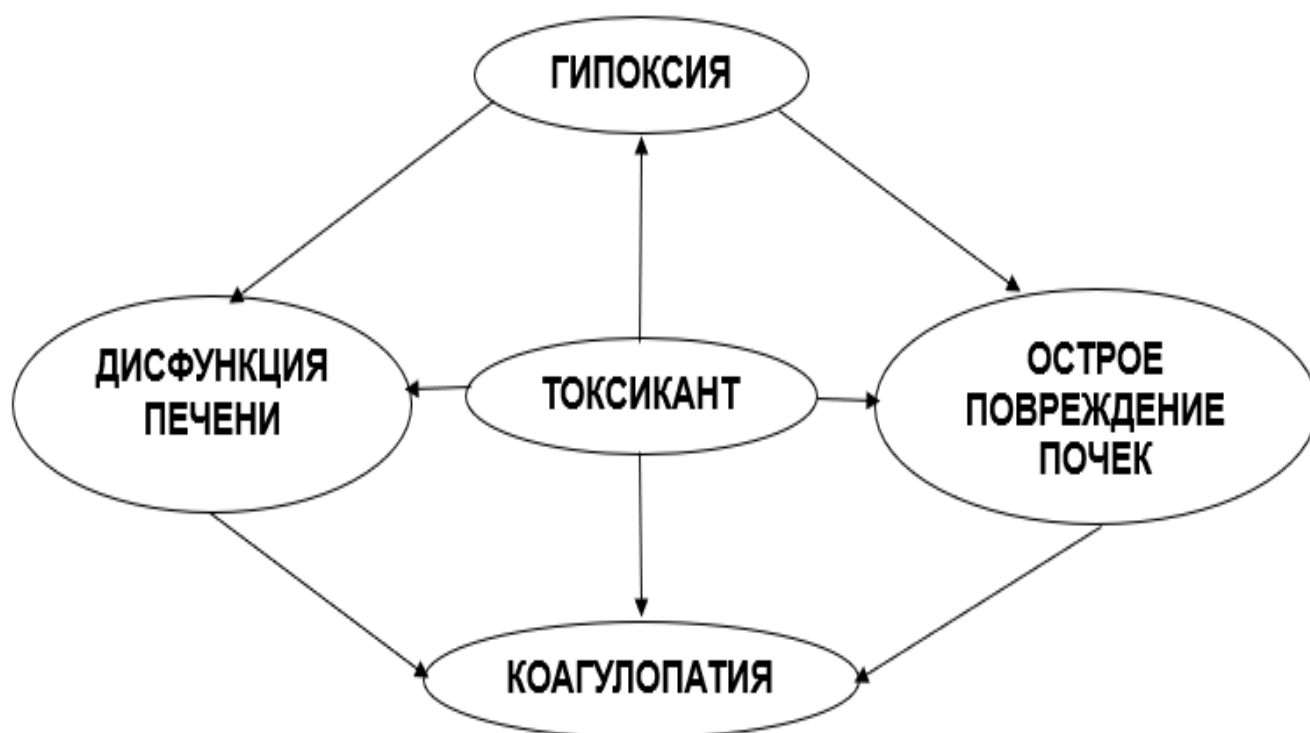 ГИПОКСИЯ
ДИСФУНКЦИЯ
ПЕЧЕНИ
ТОКСИКАНТ
ОСТРОЕ
ПОВРЕЖДЕНИЕ
ПОЧЕК
КОАГУЛОПАТИЯ